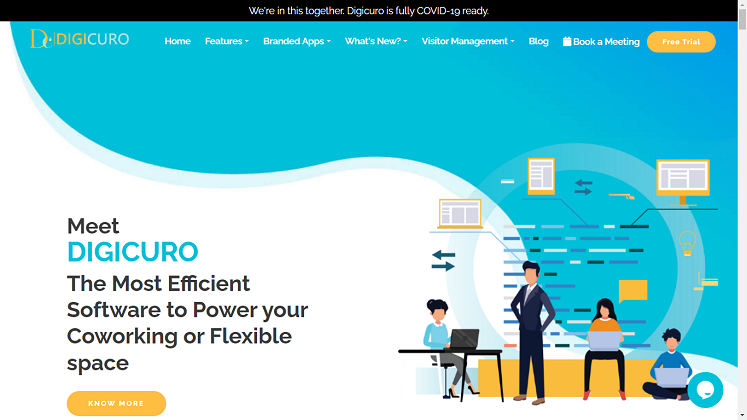 We're in this together. Digicuro is fully COVID-19 ready.
DIGICURO
Home Features What's New? Branded Apps Visitor Management Blog Book a Meeting Free Trial
Meet
DIGICURO
The Most Efficient
Software to Power your
Coworking or Flexible
space
KNOW MORE